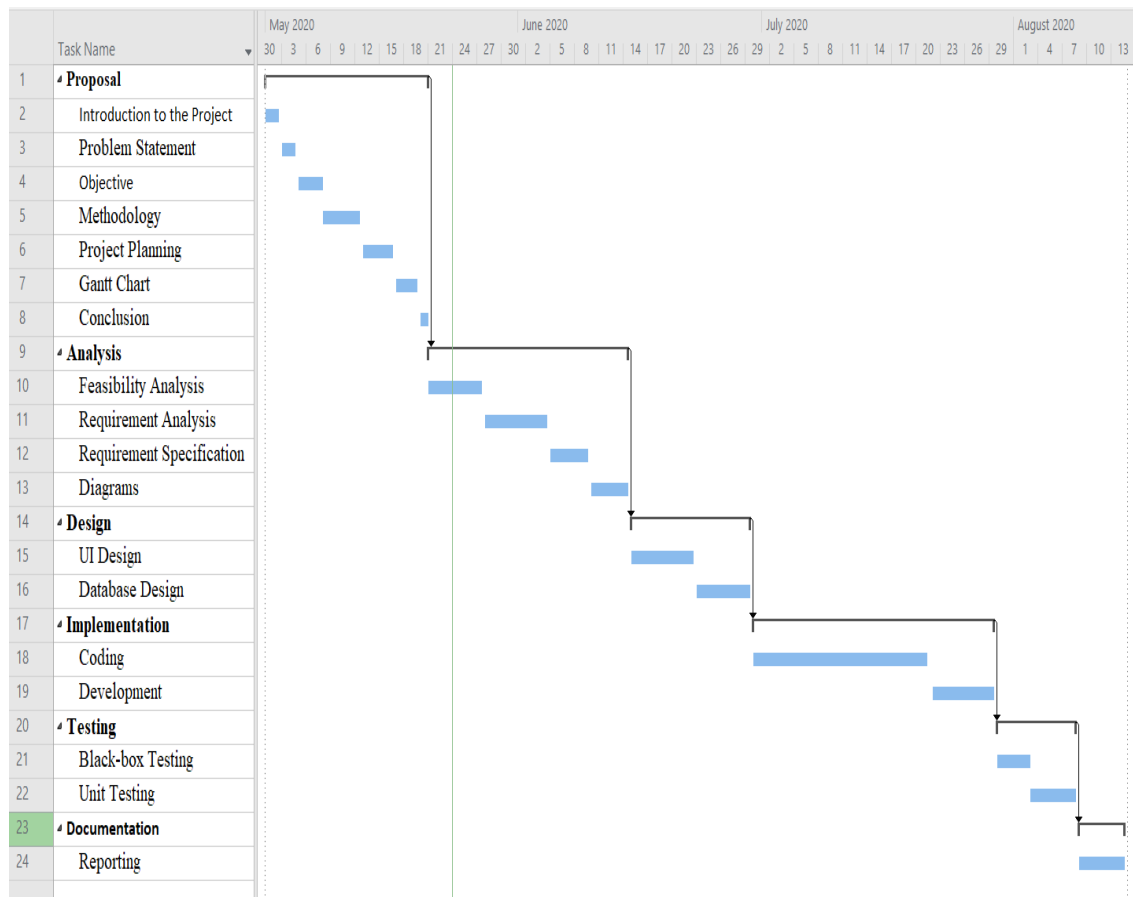 May 2020 June 2020 July 2020 August 2020
Task Name 30 3 6 9 12 15 18 21 24 27 30 2 5 8 11 14 17 20 23 26 29 2 5 8 11 14 17 20 23 26 29 1 4 7 10 13
1 Proposal
2 Introduction to the Project
3 Problem Statement
4 Objective
5 Methodology
6 Project Planning
7 Gantt Chart
8 Conclusion
9 Analysis
10 Feasibility Analysis
11 Requirement Analysis
12 Requirement Specification
13 Diagrams
14 Design
15 UI Design
16 Database Design
17 Implementation
18 Coding
19 Development
20 Testing
21 Black-box Testing
22 Unit Testing
23 Documentation
24 Reporting